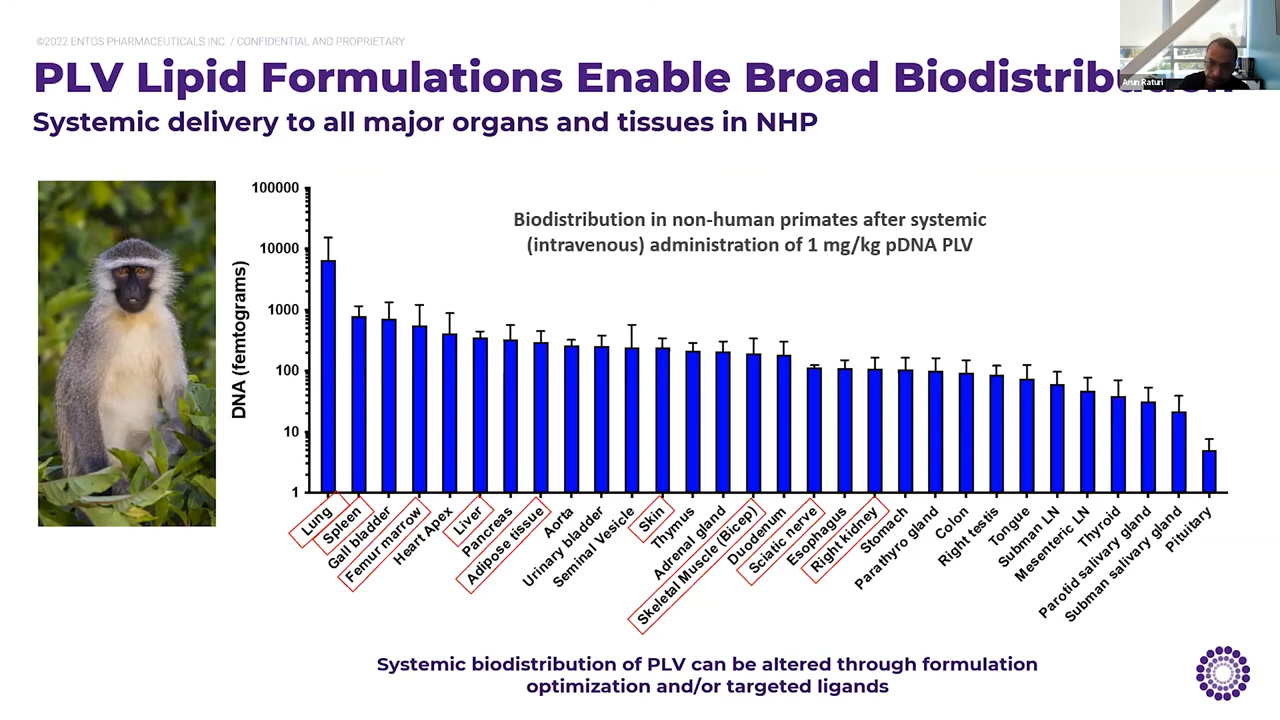 ©2022 ENTOS PHARMACEUTICALS INC. / CONFIDENTIAL AND PROPRIETARY
PLV Lipid Formulations Enable Broad
Arun Raturi
Systemic delivery to all major organs and tissues in NHP
Biodistribution in non-human primates after systemic
(intravenous) administration of 1 mg/kg pDNA PLV
DNA (femtograms)
100000
10000
1000
100
10
1
Lung
Spleen
Gall bladder
Femur marrow
Heart Apex
Liver
Pancreas
Adipose tissue
Aorta
Urinary bladder
Seminal Vesicle
Skin
Thymus
Adrenal gland
Skeletal Muscle (Bicep)
Duodenum
Sciatic nerve
Esophagus
Right kidney
Stomach
Parathyro gland
Colon
Right testis
Tongue
Subman LN
Mesenteric LN
Thyroid
Parotid salivary gland
Subman salivary gland
Pituitary
Systemic biodistribution of PLV can be altered through formulation
optimization and/or targeted ligands